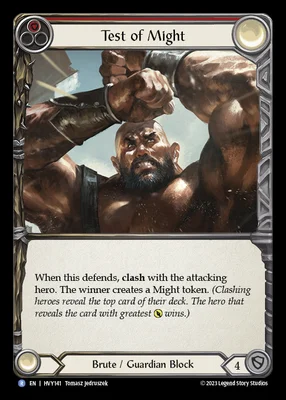 Test of Might
When this defends, clash with the attacking
hero. The winner creates a Might token. (Clashing
heroes reveal the top card of their deck. The hero that
reveals the card with greatest wins.)
Brute / Guardian Block
4
R EN | HVY141 Tomasz Jedruszek
© 2023 Legend Story Studios